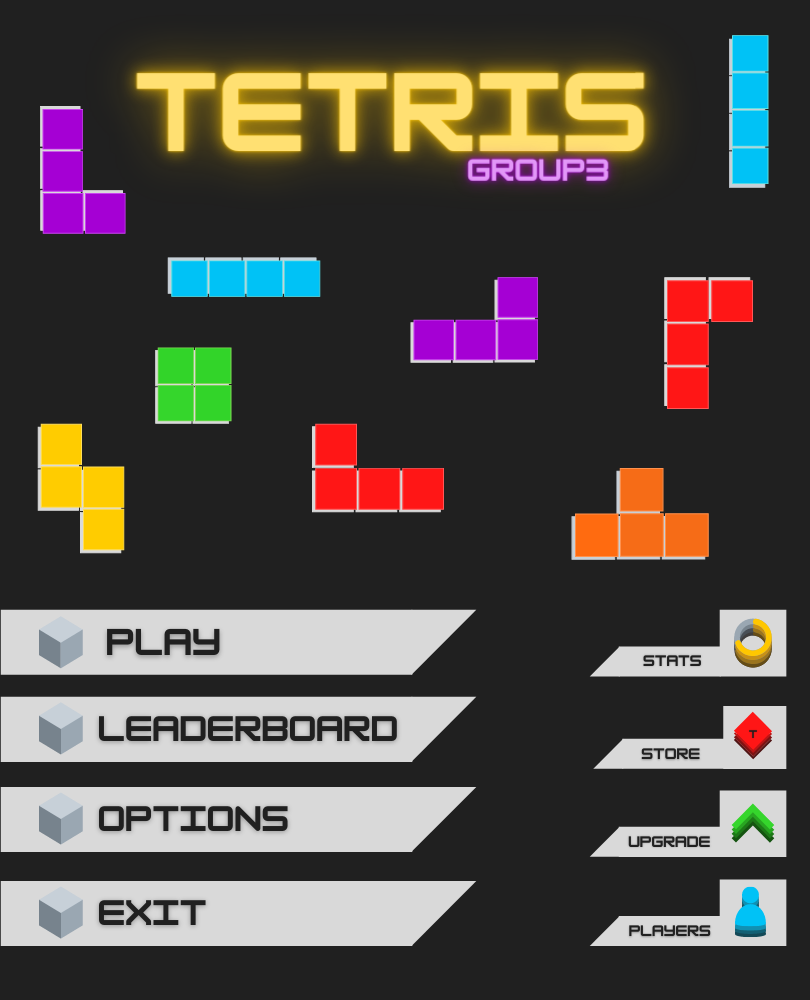 TETRIS
GROUP3
PLAY
STATS
LEADERBOARD
T
STORE
OPTIONS
UPGRADE
EXIT
PLAYERS